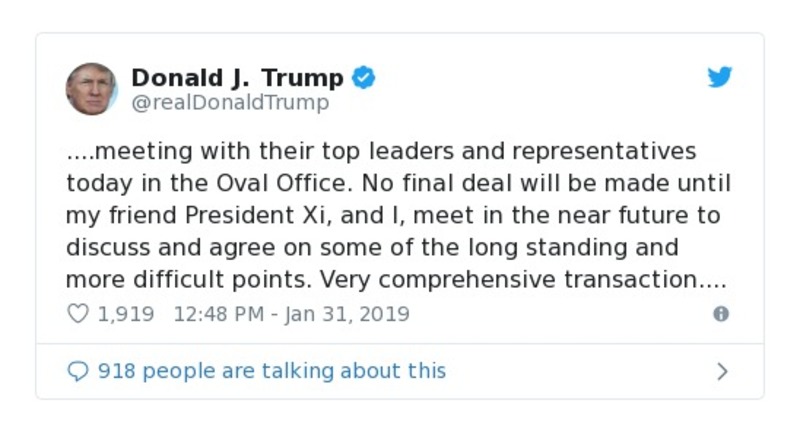 Donald J. Trump
@realDonaldTrump
....meeting with their top leaders and representatives
today in the Oval Office. No final deal will be made until
my friend President Xi, and I, meet in the near future to
discuss and agree on some of the long standing and
more difficult points. Very comprehensive transaction....
1,919 12:48 PM - Jan 31, 2019
918 people are talking about this